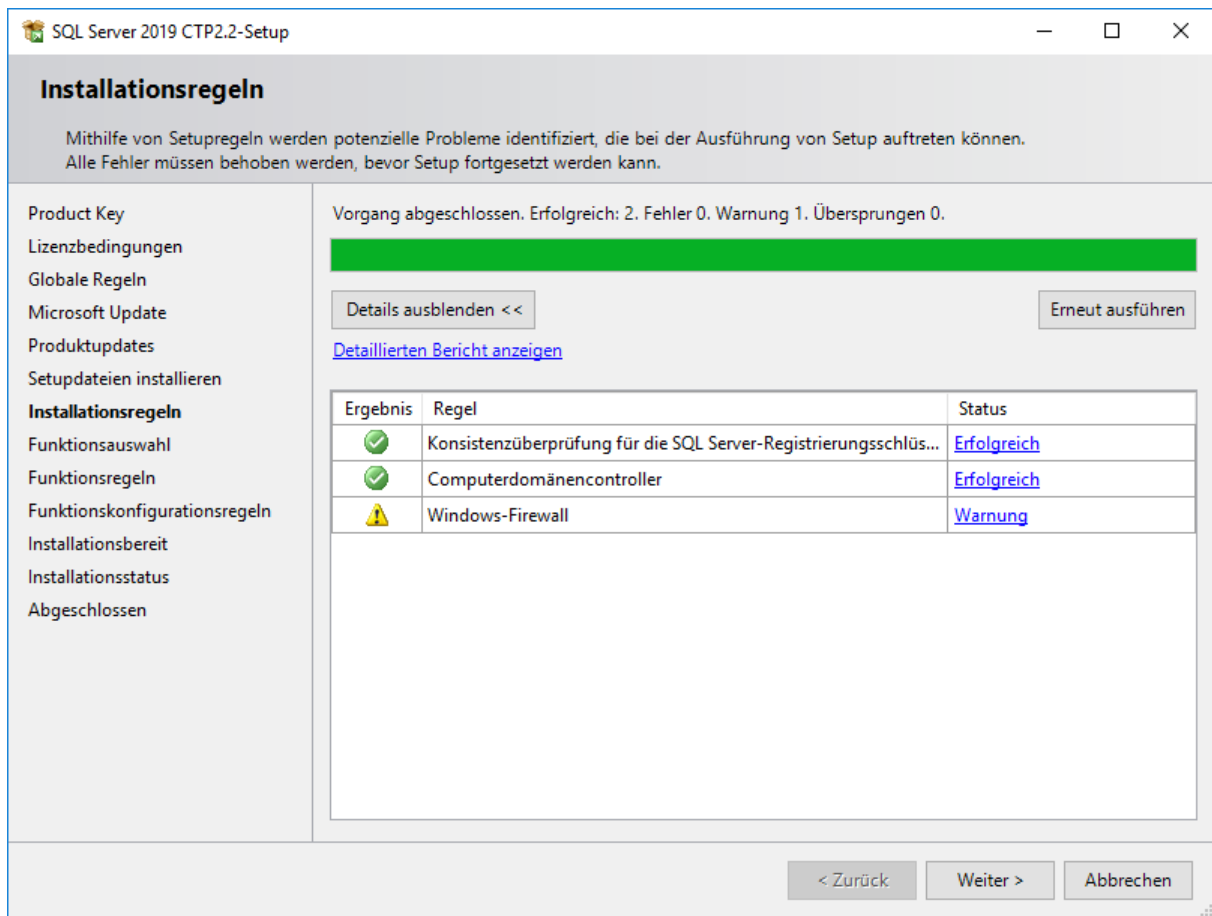 SQL Server 2019 CTP2.2-Setup
Installationsregeln
Mithilfe von Setupregeln werden potenzielle Probleme identifiziert, die bei der Ausführung von Setup auftreten können.
Alle Fehler müssen behoben werden, bevor Setup fortgesetzt werden kann.
Product Key
Lizenzbedingungen
Globale Regeln
Microsoft Update
Produktupdates
Setupdateien installieren
Installationsregeln
Funktionsauswahl
Funktionsregeln
Funktionskonfigurationsregeln
Installationsbereit
Installationsstatus
Abgeschlossen
Vorgang abgeschlossen. Erfolgreich: 2. Fehler 0. Warnung 1. Übersprungen 0.
Details ausblenden << Erneut ausführen
Detaillierten Bericht anzeigen
Ergebnis Regel Status
Konsistenzüberprüfung für die SQL Server-Registrierungsschlüs... Erfolgreich
Computerdomänencontroller Erfolgreich
Windows-Firewall Warnung
< Zurück Weiter > Abbrechen